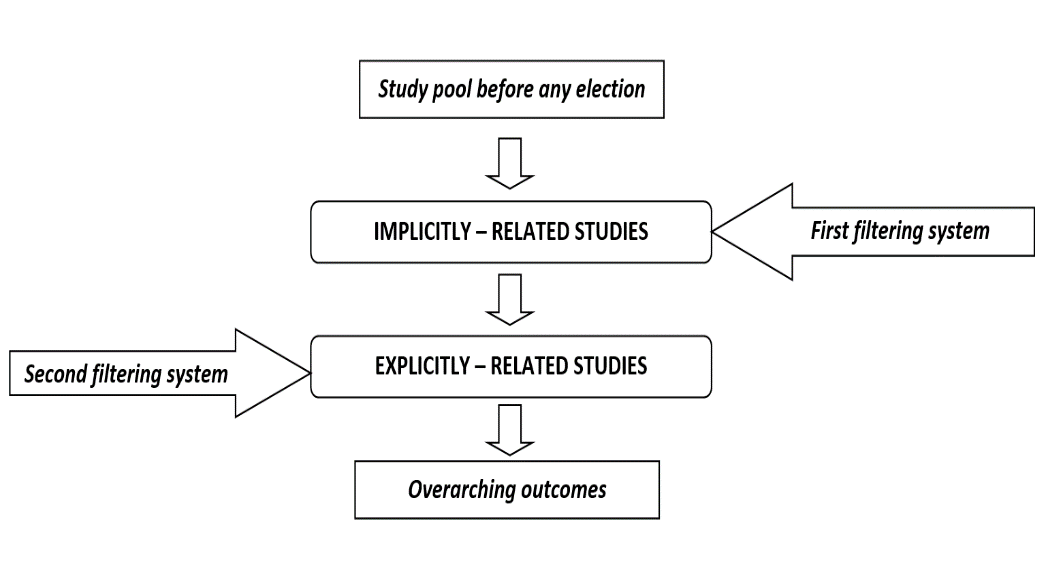 Study pool before any election
IMPLICITLY – RELATED STUDIES
First filtering system
EXPLICITLY – RELATED STUDIES
Second filtering system
Overarching outcomes